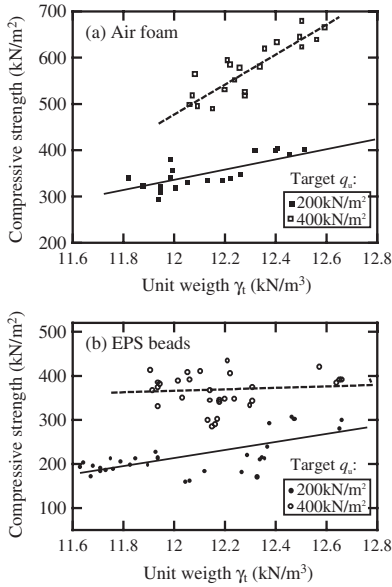 (a) Air foam
700
600
500
400
300
200
Compressive strength (kN/m²)
Target qᵤ:
200kN/m²
400kN/m²
11.6 11.8 12 12.2 12.4 12.6 12.8
Unit weigth γₜ (kN/m³)
(b) EPS beads
500
400
300
200
100
Compressive strength (kN/m²)
Target qᵤ:
200kN/m²
400kN/m²
11.6 11.8 12 12.2 12.4 12.6 12.8
Unit weigth γₜ (kN/m³)